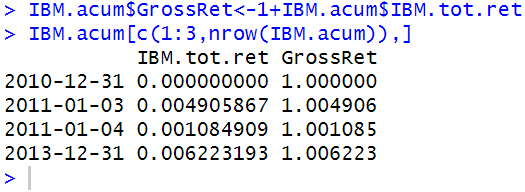 > IBM.acum$GrossRet<-1+IBM.acum$IBM.tot.ret
> IBM.acum[c(1:3,nrow(IBM.acum)),]
IBM.tot.ret GrossRet
2010-12-31 0.000000000 1.000000
2011-01-03 0.004905867 1.004906
2011-01-04 0.001084909 1.001085
2013-12-31 0.006223193 1.006223
>